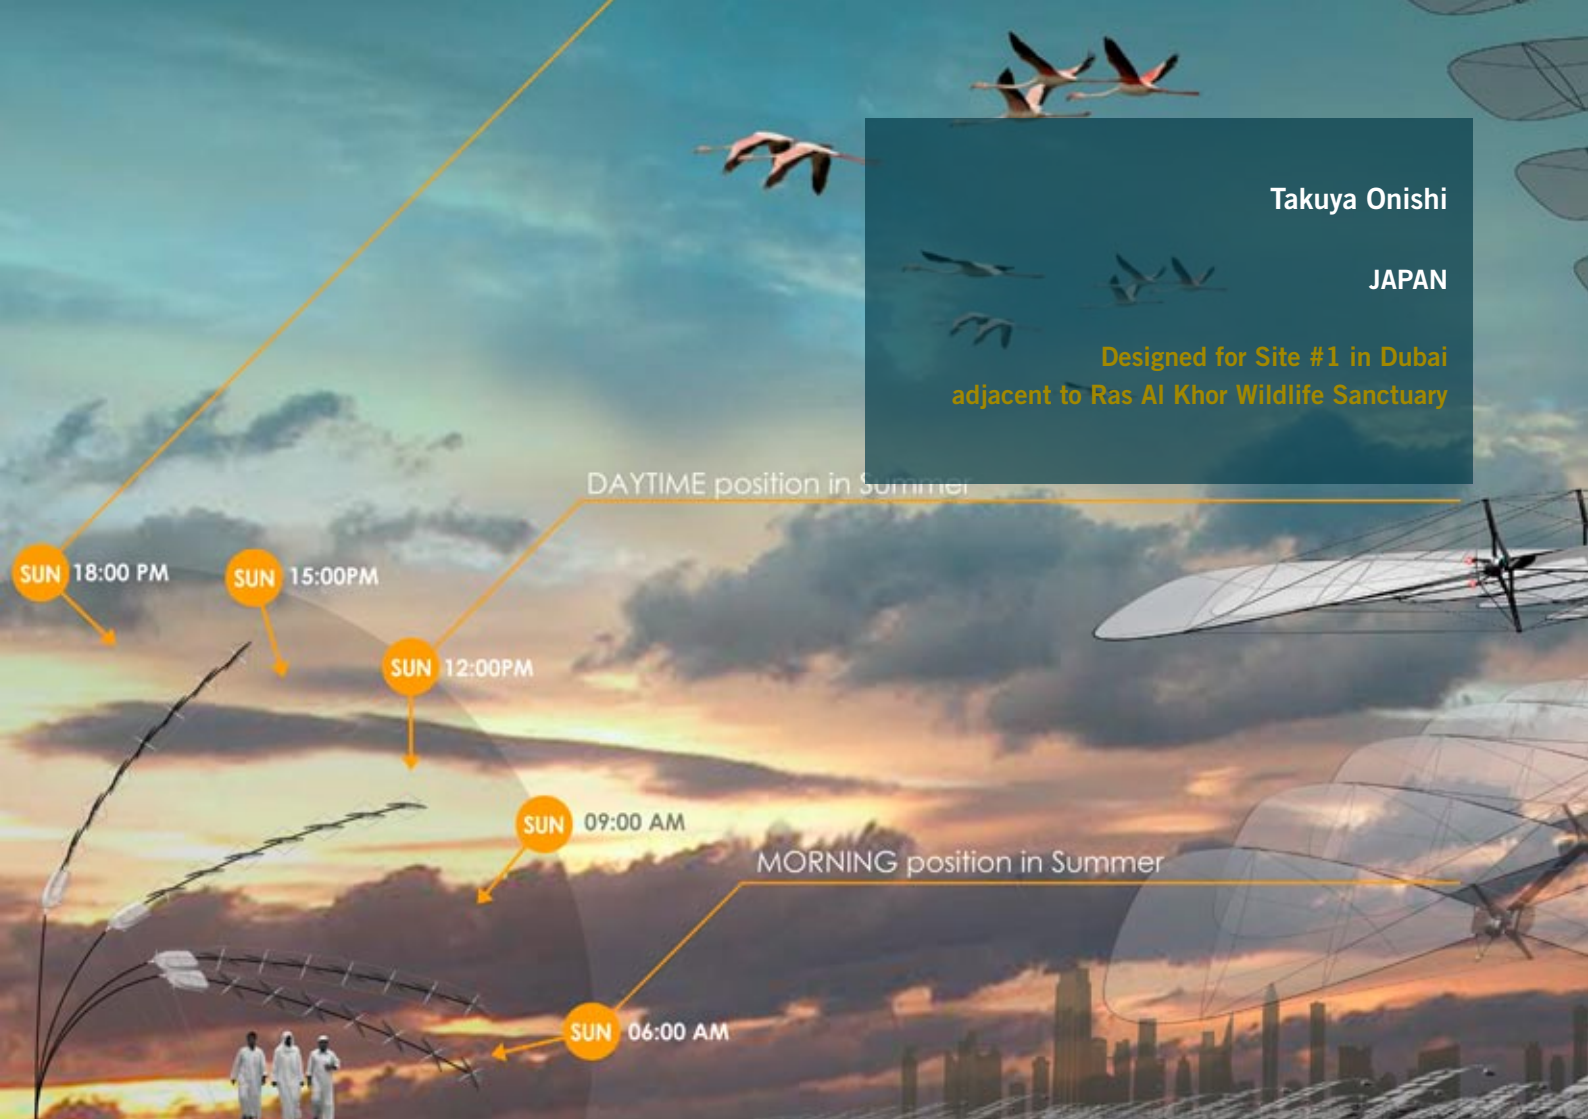 Takuya Onishi
JAPAN
Designed for Site #1 in Dubai
adjacent to Ras Al Khor Wildlife Sanctuary
DAYTIME position in Summer
SUN 18:00 PM
SUN 15:00PM
SUN 12:00PM
SUN 09:00 AM
MORNING position in Summer
SUN 06:00 AM